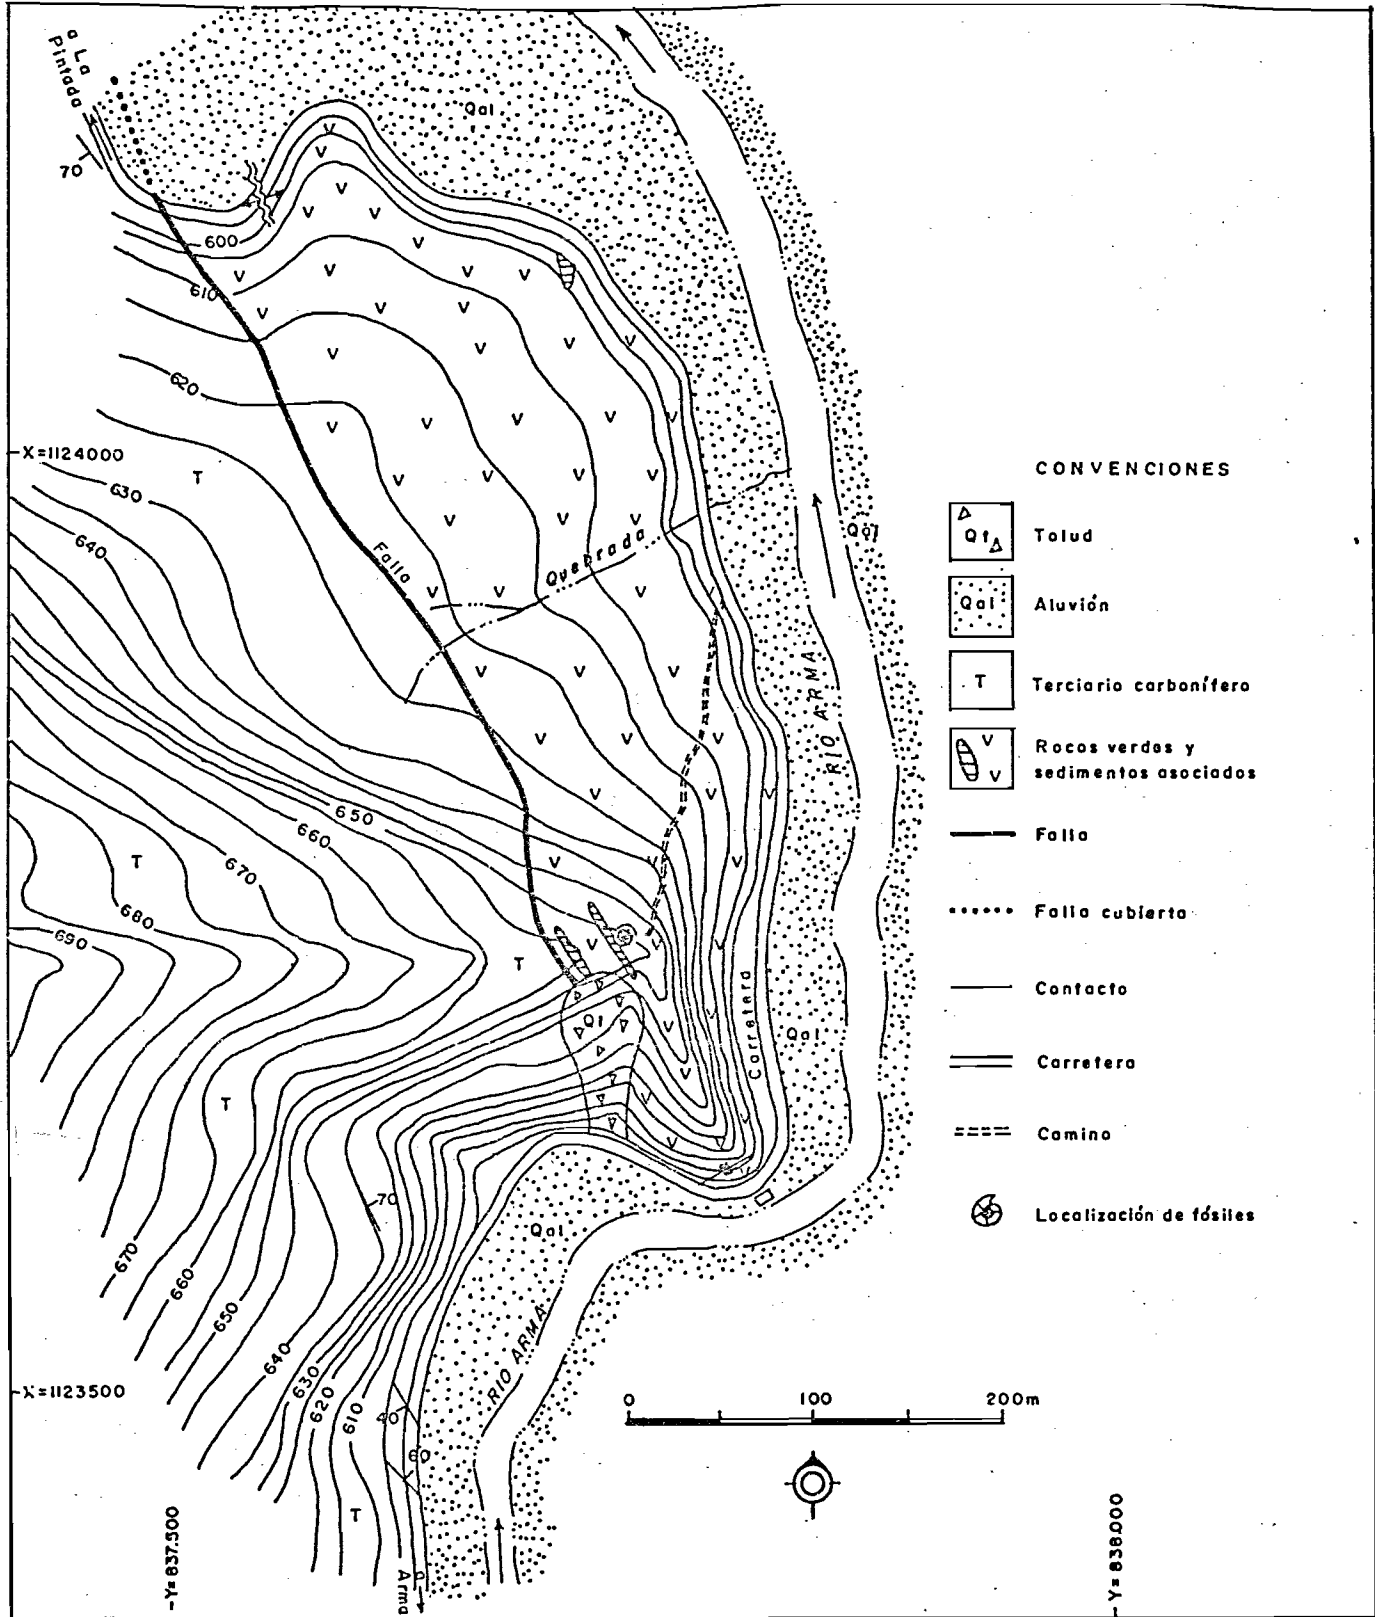 a La
Pintada
70
Qal
600
610
620
X=1124000
T
630
640
Falla
Quebrada
Qal
RIO ARMA
650
660
T
670
680
690
T
Qt
Carretera
Qal
T
70
Qal
670
660
650
640
630
620
610
40
60
RIO ARMA
X=1123500
T
a
Arma
Y=837.500
Y=838.000
0 100 200m
CONVENCIONES
Qt
Talud
Qal
Aluvión
T
Terciario carbonífero
V
V
Rocas verdes y
sedimentos asociados
Falla
Falla cubierta
Contacto
Carretera
Camino
Localización de fósiles